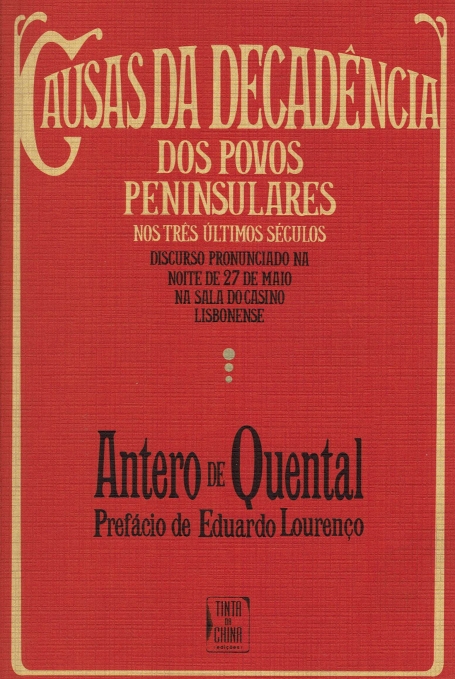 CAUSAS DA DECADÊNCIA
DOS POVOS
PENINSULARES
NOS TRÊS ÚLTIMOS SÉCULOS
DISCURSO PRONUNCIADO NA
NOITE DE 27 DE MAIO
NA SALA DO CASINO
LISBONENSE
Antero DE Quental
Prefácio de Eduardo Lourenço
TINTA
DA
CHINA
edições